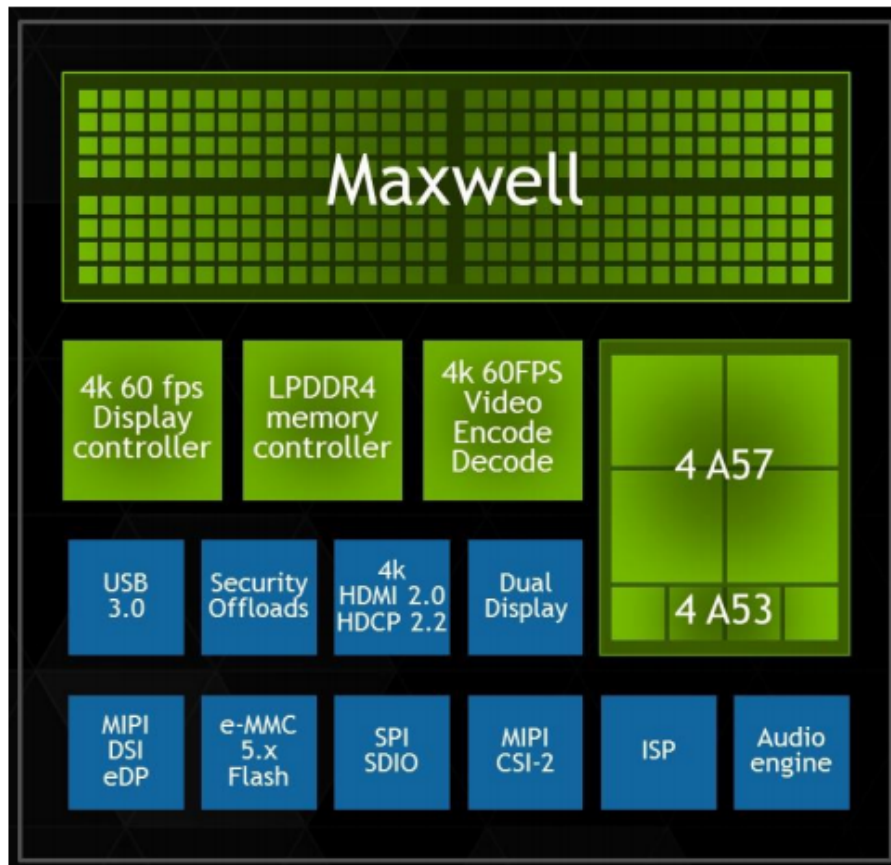 Maxwell
4k 60 fps
Display
controller
LPDDR4
memory
controller
4k 60FPS
Video
Encode
Decode
4 A57
4 A53
USB
3.0
Security
Offloads
4k
HDMI 2.0
HDCP 2.2
Dual
Display
MIPI
DSI
eDP
e-MMC
5.x
Flash
SPI
SDIO
MIPI
CSI-2
ISP
Audio
engine